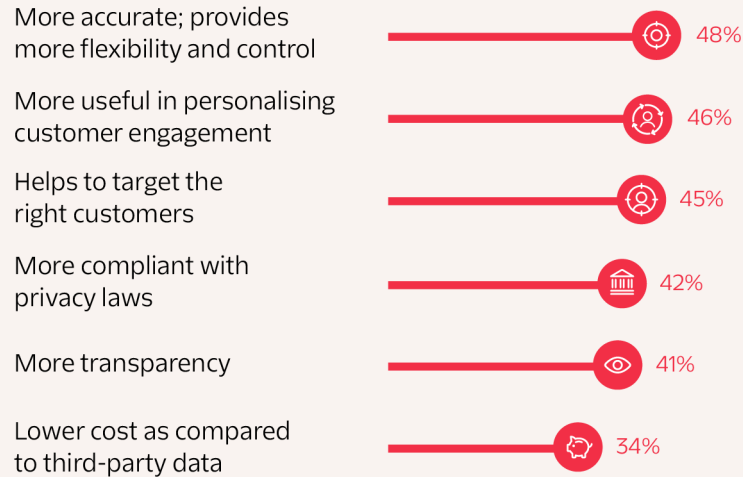 More accurate; provides
more flexibility and control
48%
More useful in personalising
customer engagement
46%
Helps to target the
right customers
45%
More compliant with
privacy laws
42%
More transparency
41%
Lower cost as compared
to third-party data
34%